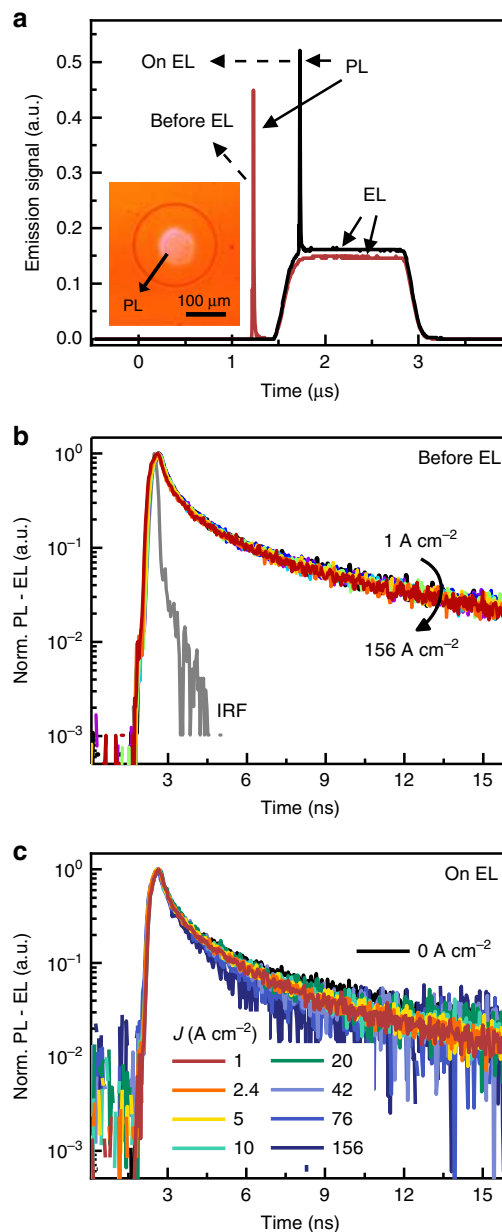 a
On EL
PL
Before EL
EL
PL
100 μm
Emission signal (a.u.)
0.5
0.4
0.3
0.2
0.1
0.0
0
1
2
3
Time (μs)
b
Before EL
1 A cm−2
156 A cm−2
IRF
Norm. PL - EL (a.u.)
100
10−1
10−2
10−3
3
6
9
12
15
Time (ns)
c
On EL
0 A cm−2
J (A cm−2)
1
20
2.4
42
5
76
10
156
Norm. PL - EL (a.u.)
100
10−1
10−2
10−3
3
6
9
12
15
Time (ns)